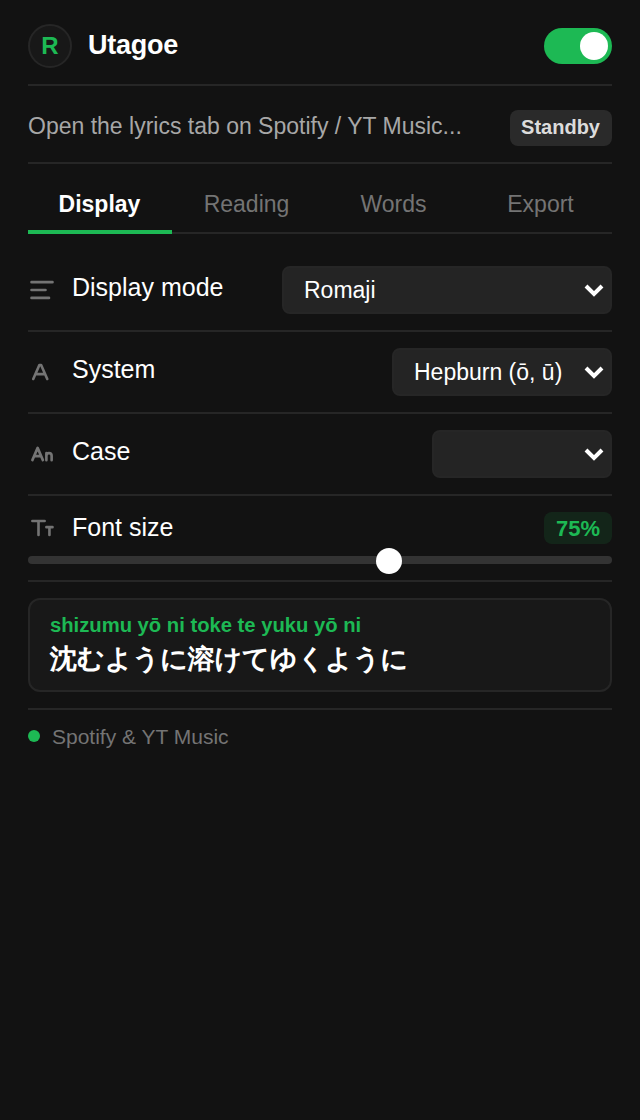 R
Utagoe
Open the lyrics tab on Spotify / YT Music...
Standby
Display
Reading
Words
Export
Display mode
Romaji
System
Hepburn (ō, ū)
Case
Font size
75%
shizumu yō ni toke te yuku yō ni
沈むように溶けてゆくように
Spotify & YT Music